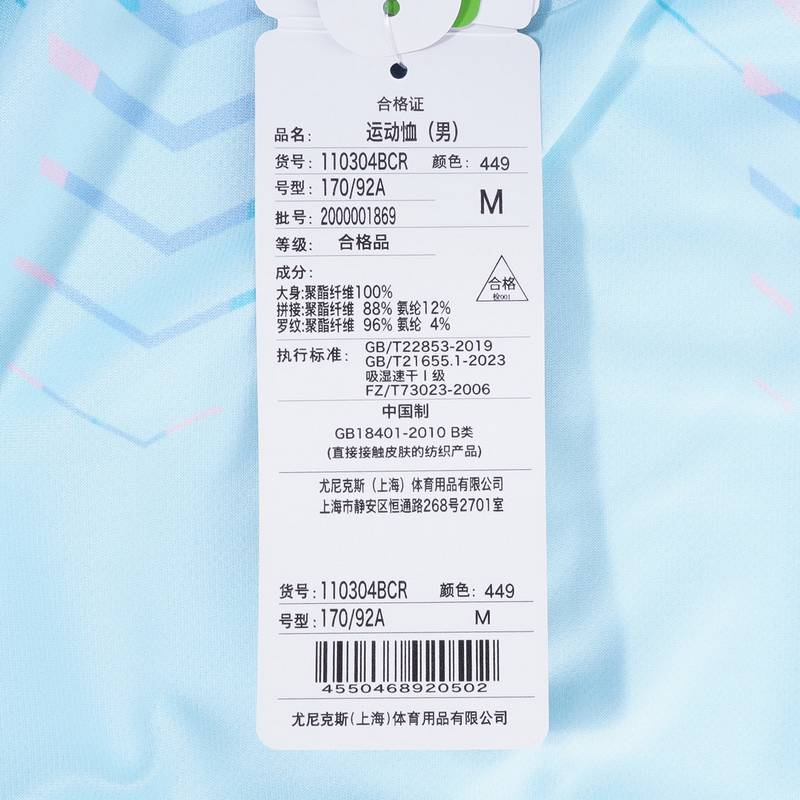 合格证
品名： 运动恤（男）
货号：110304BCR 颜色：449
号型：170/92A M
批号：2000001869
等级： 合格品
成分：
大身:聚酯纤维100%
拼接:聚酯纤维 88% 氨纶12%
罗纹:聚酯纤维 96% 氨纶 4%
合格
检001
执行标准：GB/T22853-2019
GB/T21655.1-2023
吸湿速干Ⅰ级
FZ/T73023-2006
中国制
GB18401-2010 B类
(直接接触皮肤的纺织产品)
尤尼克斯（上海）体育用品有限公司
上海市静安区恒通路268号2701室
货号：110304BCR 颜色：449
号型：170/92A M
4550468920502
尤尼克斯(上海)体育用品有限公司